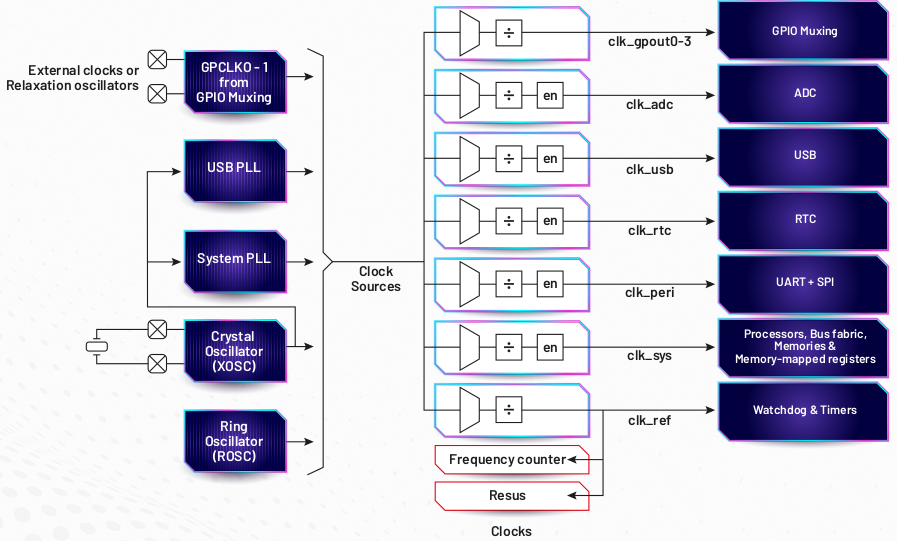 External clocks or
Relaxation oscillators
GPCLK0 - 1
from
GPIO Muxing
USB PLL
System PLL
Crystal
Oscillator
(XOSC)
Ring
Oscillator
(ROSC)
Clock
Sources
÷
clk_gpout0-3
GPIO Muxing
÷
en
clk_adc
ADC
÷
en
clk_usb
USB
÷
en
clk_rtc
RTC
÷
en
clk_peri
UART + SPI
÷
en
clk_sys
Processors, Bus fabric,
Memories &
Memory-mapped registers
÷
clk_ref
Watchdog & Timers
Frequency counter
Resus
Clocks